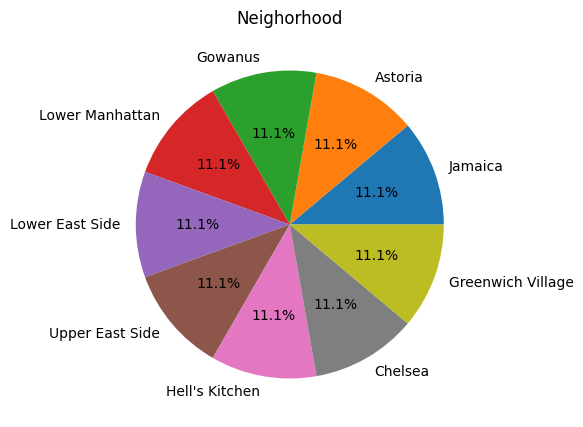 Neighorhood
Gowanus
Astoria
Lower Manhattan
Jamaica
Lower East Side
Greenwich Village
Upper East Side
Chelsea
Hell's Kitchen
11.1%
11.1%
11.1%
11.1%
11.1%
11.1%
11.1%
11.1%
11.1%